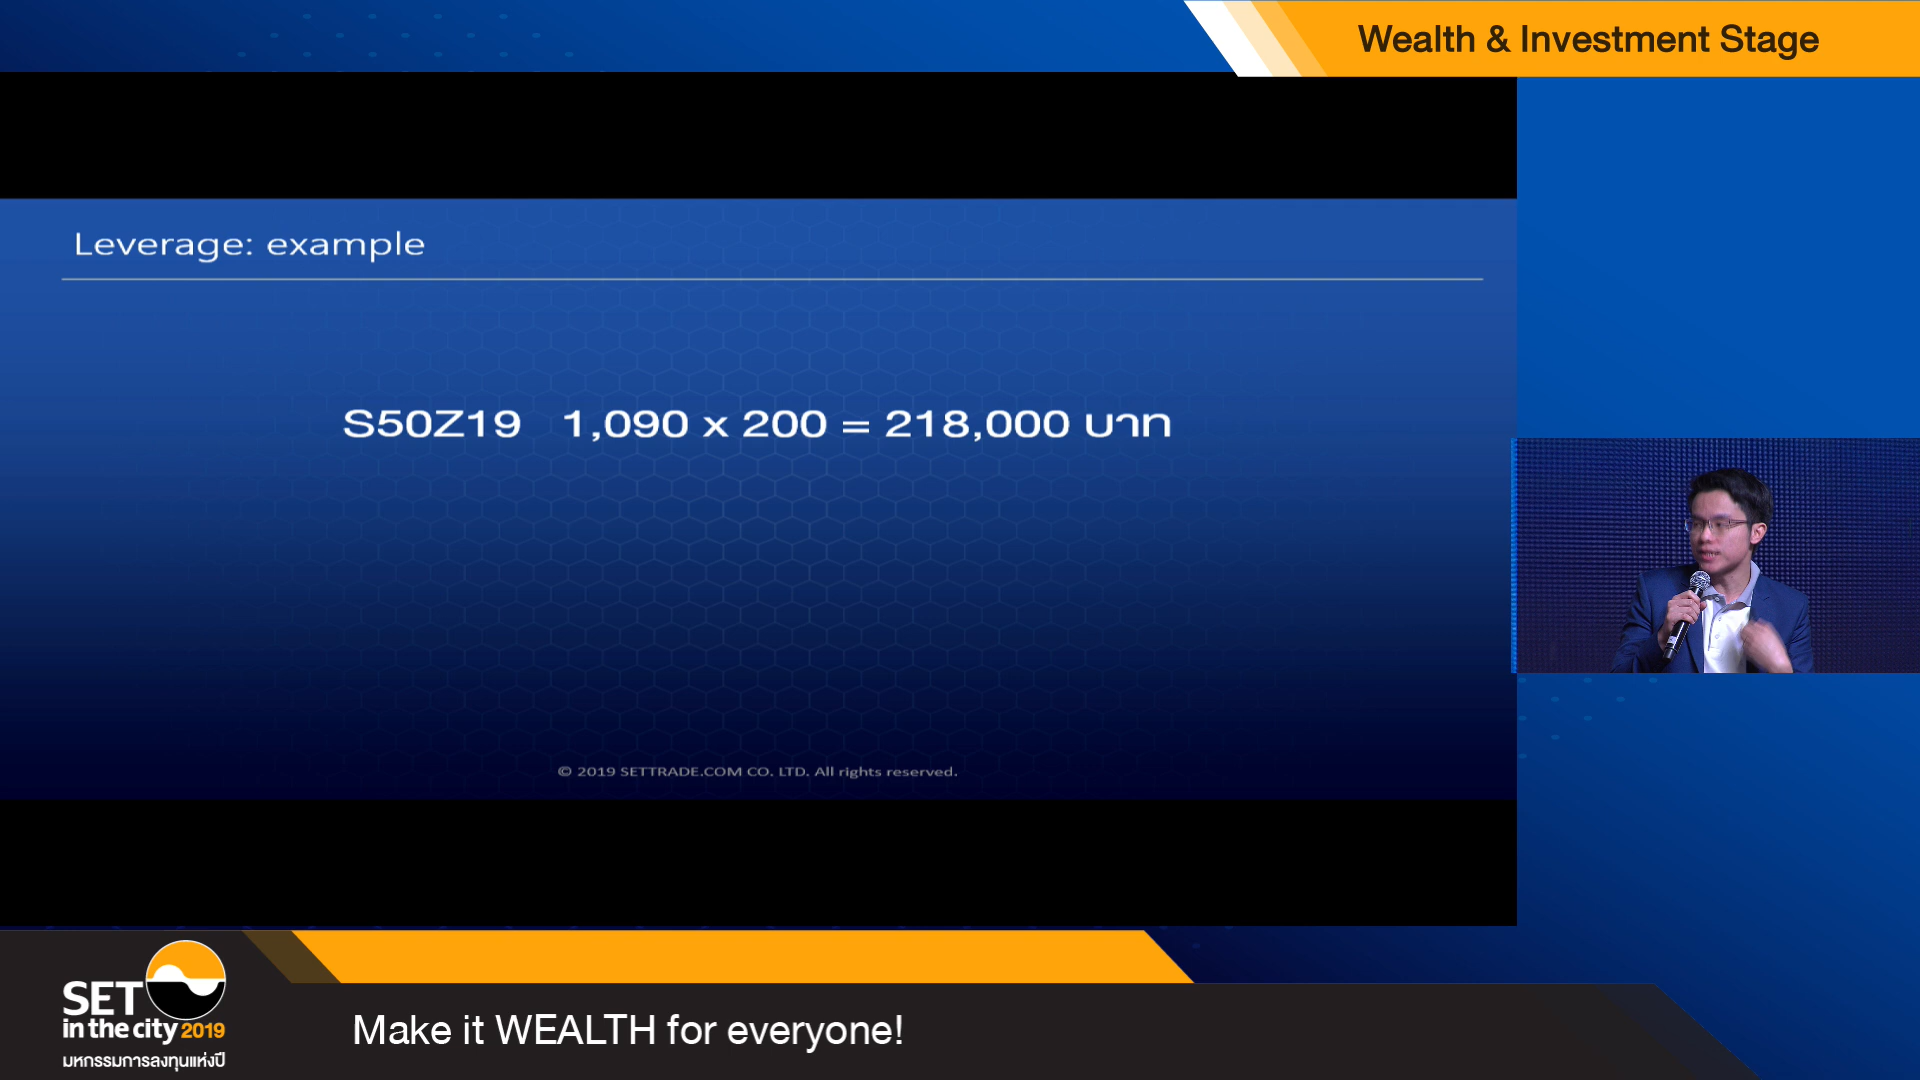 Wealth & Investment Stage
Leverage: example
S50Z19 1,090 x 200 = 218,000 บาท
© 2019 SETTRADE.COM CO. LTD. All rights reserved.
SET
in the city 2019
มหกรรมการลงทุนแห่งปี
Make it WEALTH for everyone!